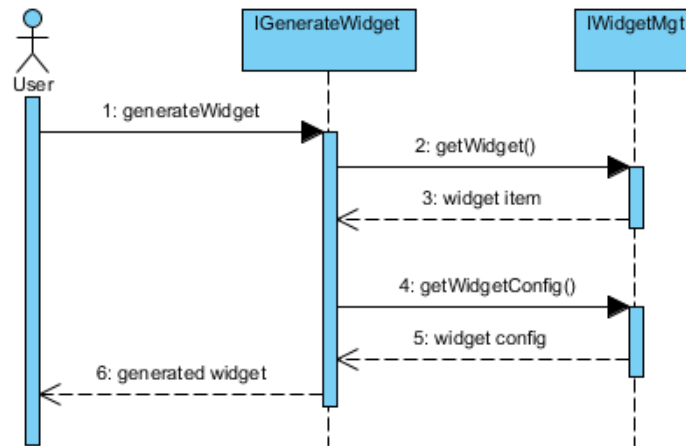 IGenerateWidget
IWidgetMgt
User
1: generateWidget
2: getWidget()
3: widget item
4: getWidgetConfig()
5: widget config
6: generated widget